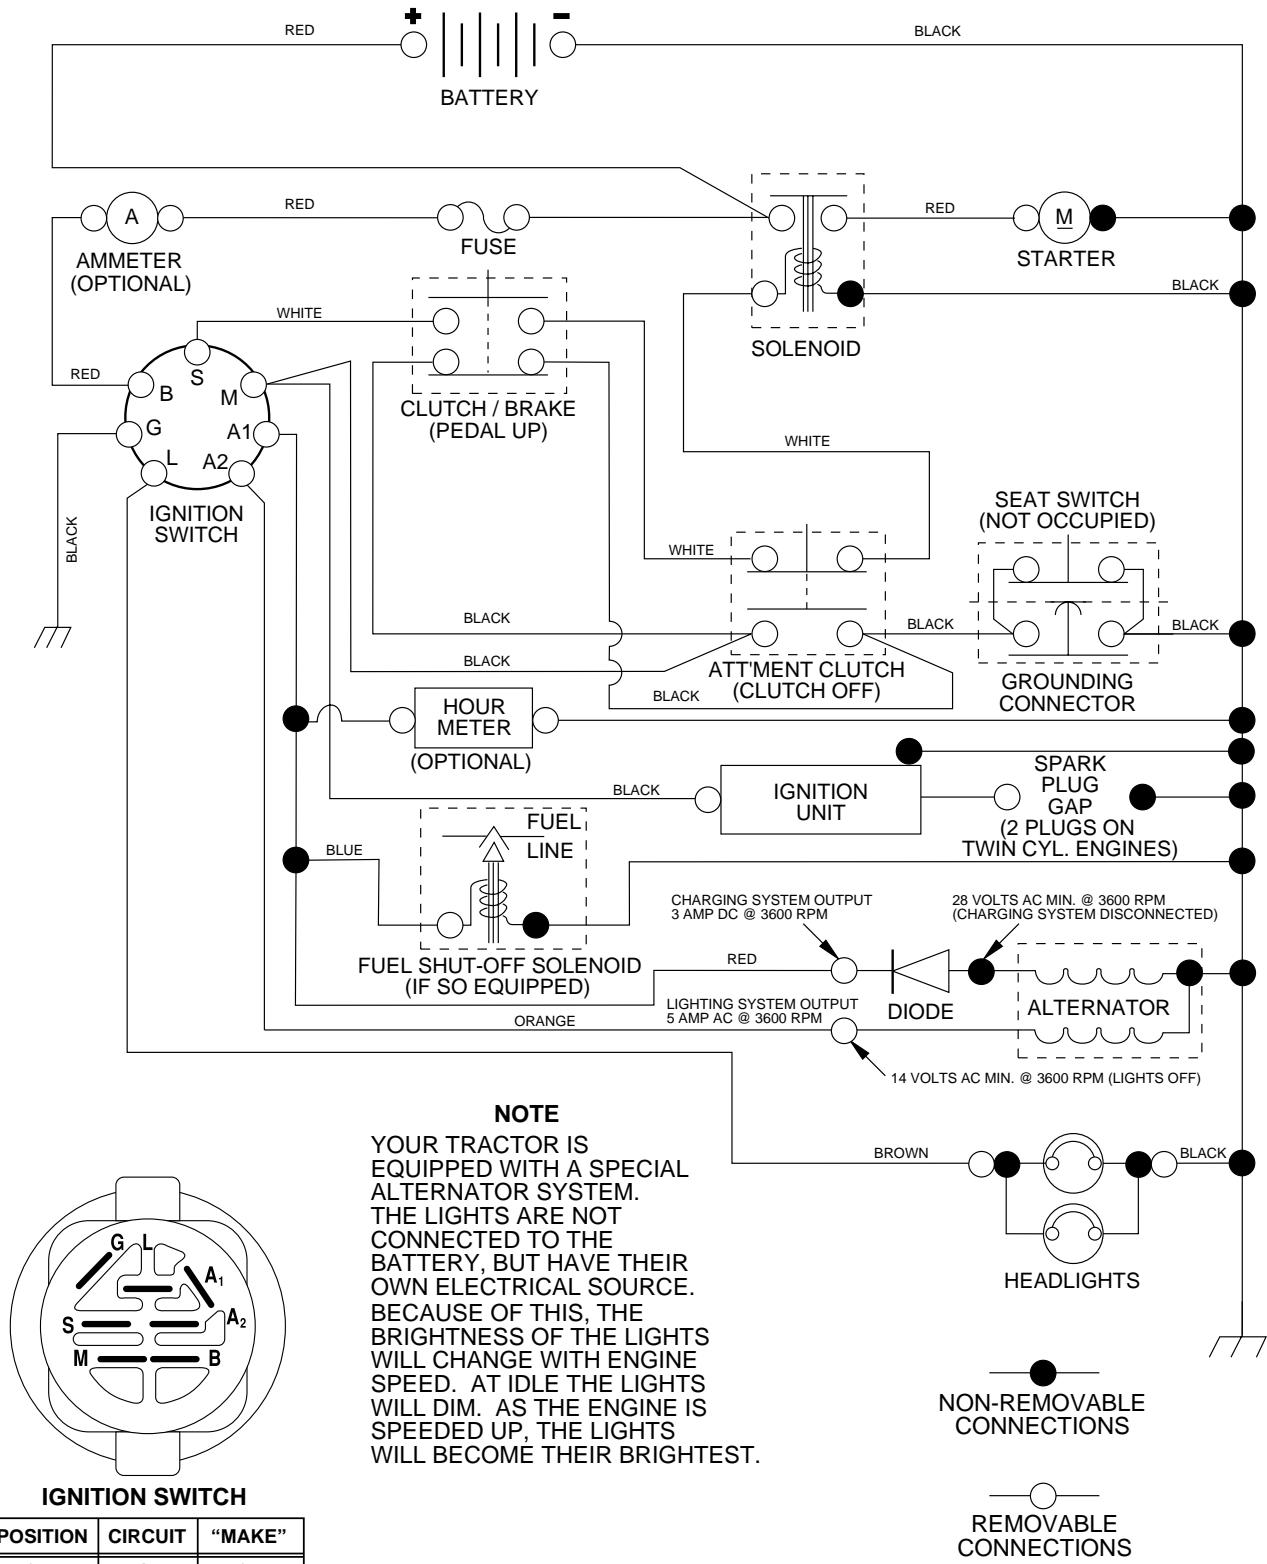 + −
RED
BLACK
BATTERY
A
RED
RED
M
FUSE
AMMETER
(OPTIONAL)
STARTER
BLACK
WHITE
SOLENOID
RED
S
B
M
CLUTCH / BRAKE
(PEDAL UP)
G
A1
L
A2
WHITE
IGNITION
SWITCH
SEAT SWITCH
(NOT OCCUPIED)
BLACK
WHITE
BLACK
BLACK
BLACK
BLACK
ATT'MENT CLUTCH
(CLUTCH OFF)
BLACK
GROUNDING
CONNECTOR
HOUR
METER
(OPTIONAL)
BLACK
IGNITION
UNIT
SPARK
PLUG
GAP
(2 PLUGS ON
TWIN CYL. ENGINES)
FUEL
LINE
BLUE
CHARGING SYSTEM OUTPUT
3 AMP DC @ 3600 RPM
28 VOLTS AC MIN. @ 3600 RPM
(CHARGING SYSTEM DISCONNECTED)
FUEL SHUT-OFF SOLENOID
(IF SO EQUIPPED)
RED
LIGHTING SYSTEM OUTPUT
5 AMP AC @ 3600 RPM
DIODE
ALTERNATOR
ORANGE
14 VOLTS AC MIN. @ 3600 RPM (LIGHTS OFF)
NOTE
YOUR TRACTOR IS
EQUIPPED WITH A SPECIAL
ALTERNATOR SYSTEM.
THE LIGHTS ARE NOT
CONNECTED TO THE
BATTERY, BUT HAVE THEIR
OWN ELECTRICAL SOURCE.
BECAUSE OF THIS, THE
BRIGHTNESS OF THE LIGHTS
WILL CHANGE WITH ENGINE
SPEED. AT IDLE THE LIGHTS
WILL DIM. AS THE ENGINE IS
SPEEDED UP, THE LIGHTS
WILL BECOME THEIR BRIGHTEST.
BROWN
BLACK
HEADLIGHTS
G L
A₁
S
A₂
M
B
IGNITION SWITCH
POSITION CIRCUIT “MAKE”
NON-REMOVABLE
CONNECTIONS
REMOVABLE
CONNECTIONS